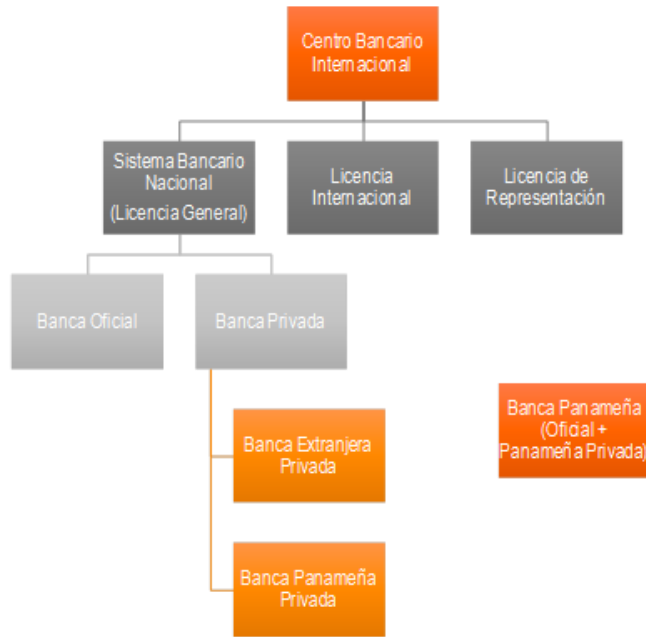 Centro Bancario
Internacional
Sistema Bancario
Nacional
(Licencia General)
Licencia
Internacional
Licencia de
Representación
Banca Oficial
Banca Privada
Banca Extranjera
Privada
Banca Panameña
Privada
Banca Panameña
(Oficial +
Panameña Privada)